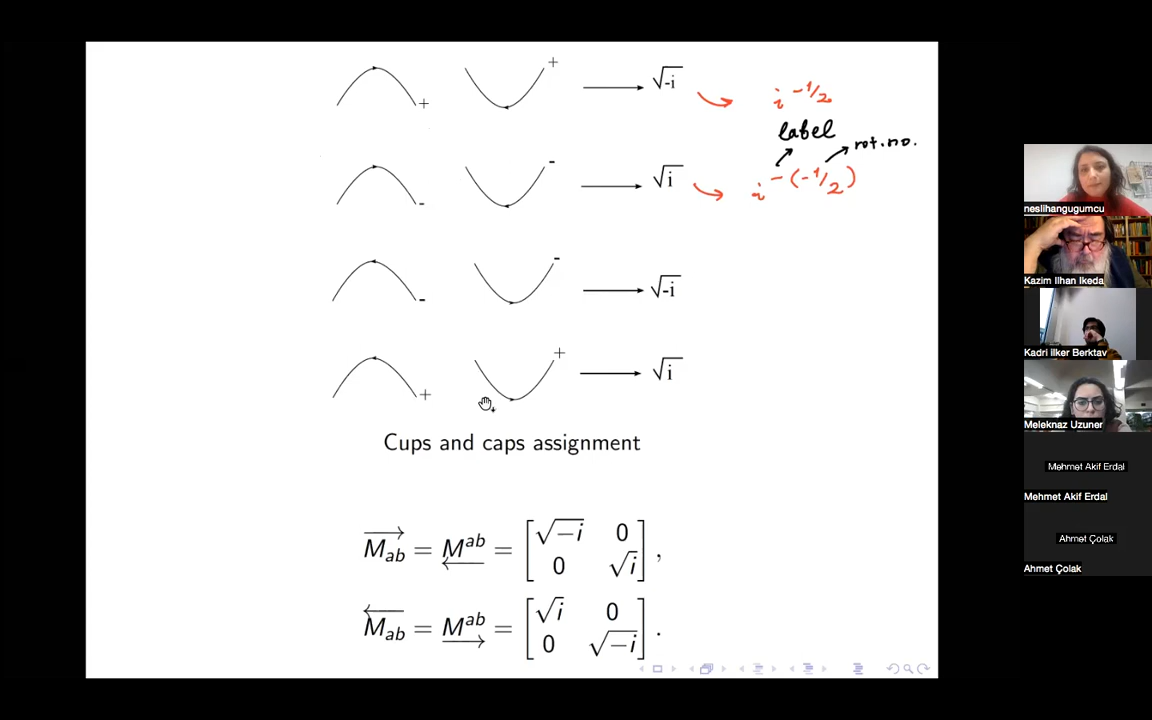 + + √-i i^-1/2
label
rot. no.
- - √i i^-(-1/2)
- - √-i
+ + √i
Cups and caps assignment
M_ab = M^ab = [√-i 0
0 √i] ,
M_ab = M^ab = [√i 0
0 √-i] .
neslihangugumcu
Kazim Ilhan Ikeda
Kadri ilker Berktav
Meleknaz Uzuner
Mehmet Akif Erdal
Mehmet Akif Erdal
Ahmet Çolak
Ahmet Çolak